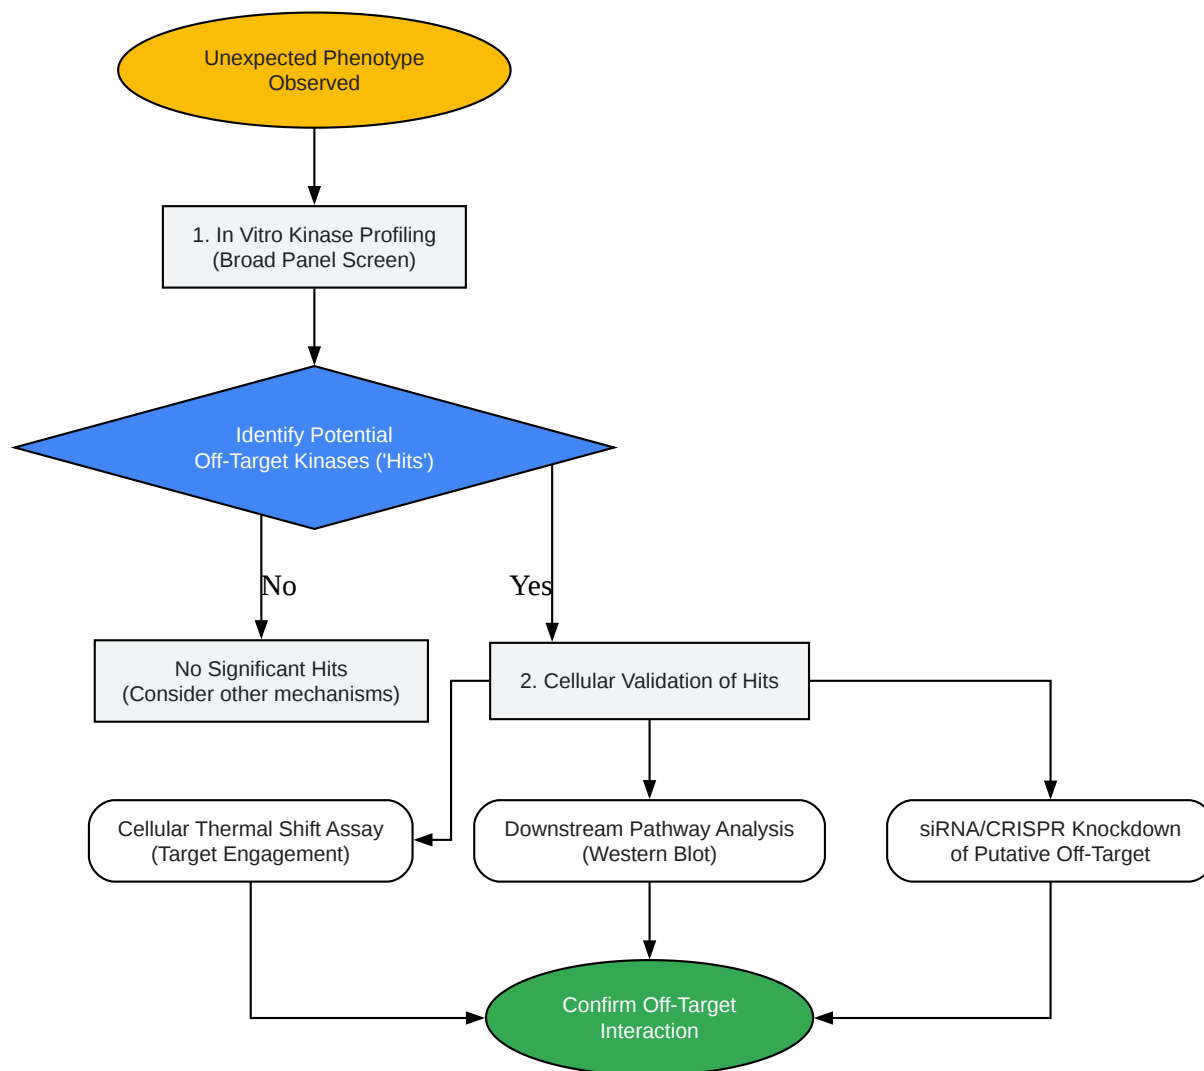 Unexpected Phenotype
Observed
1. In Vitro Kinase Profiling
(Broad Panel Screen)
Identify Potential
Off-Target Kinases ('Hits')
No
Yes
No Significant Hits
(Consider other mechanisms)
2. Cellular Validation of Hits
Cellular Thermal Shift Assay
(Target Engagement)
Downstream Pathway Analysis
(Western Blot)
siRNA/CRISPR Knockdown
of Putative Off-Target
Confirm Off-Target
Interaction